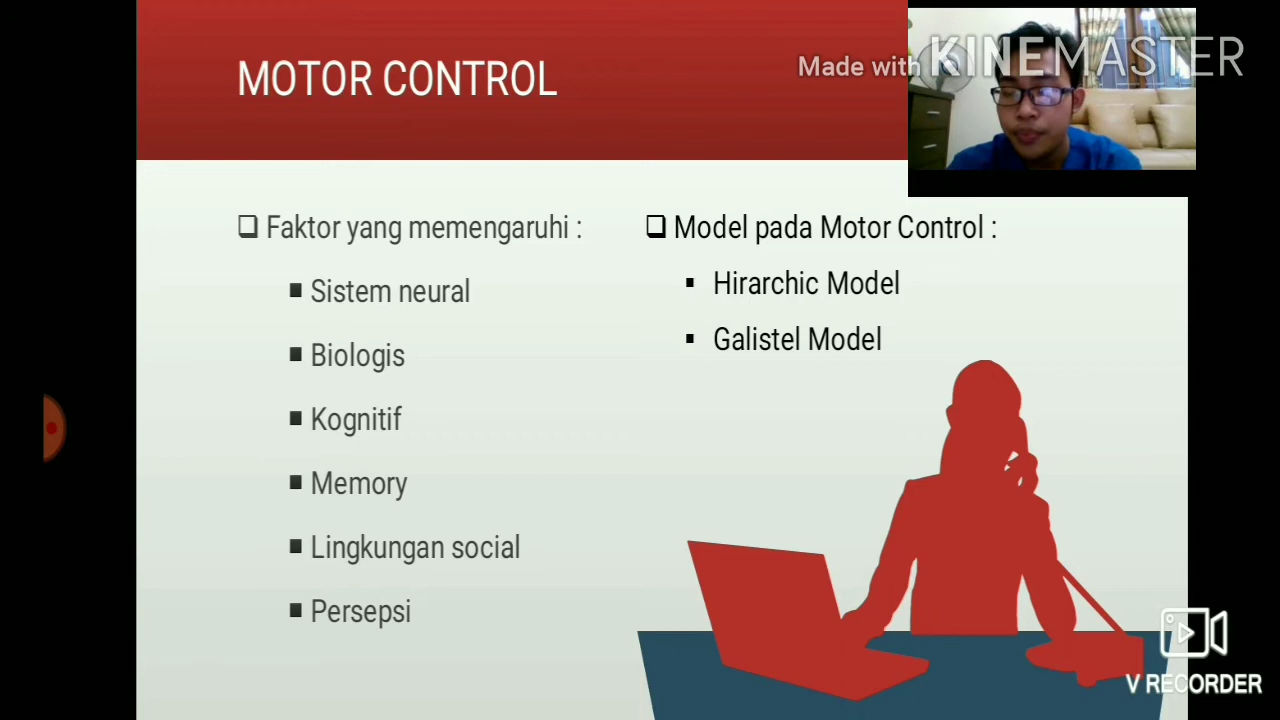 MOTOR CONTROL
Made with KINEMASTER
❑ Faktor yang memengaruhi :
▪ Sistem neural
▪ Biologis
▪ Kognitif
▪ Memory
▪ Lingkungan social
▪ Persepsi
❑ Model pada Motor Control :
▪ Hirarchic Model
▪ Galistel Model
V RECORDER